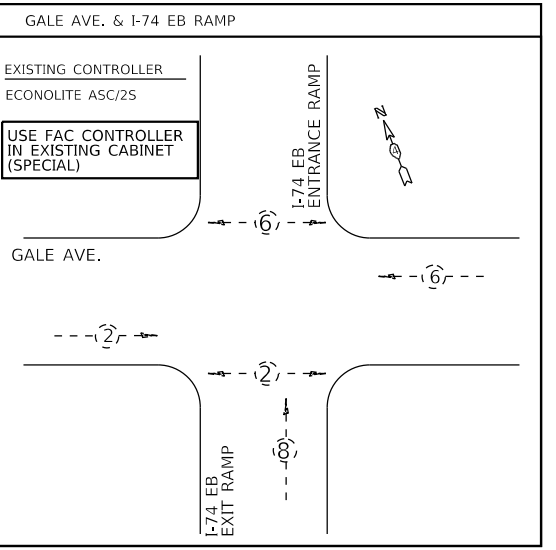 GALE AVE. & I-74 EB RAMP
EXISTING CONTROLLER
ECONOLITE ASC/2S
USE FAC CONTROLLER
IN EXISTING CABINET
(SPECIAL)
I-74 EB
ENTRANCE RAMP
N
4
6
GALE AVE.
6
2
2
8
I-74 EB
EXIT RAMP